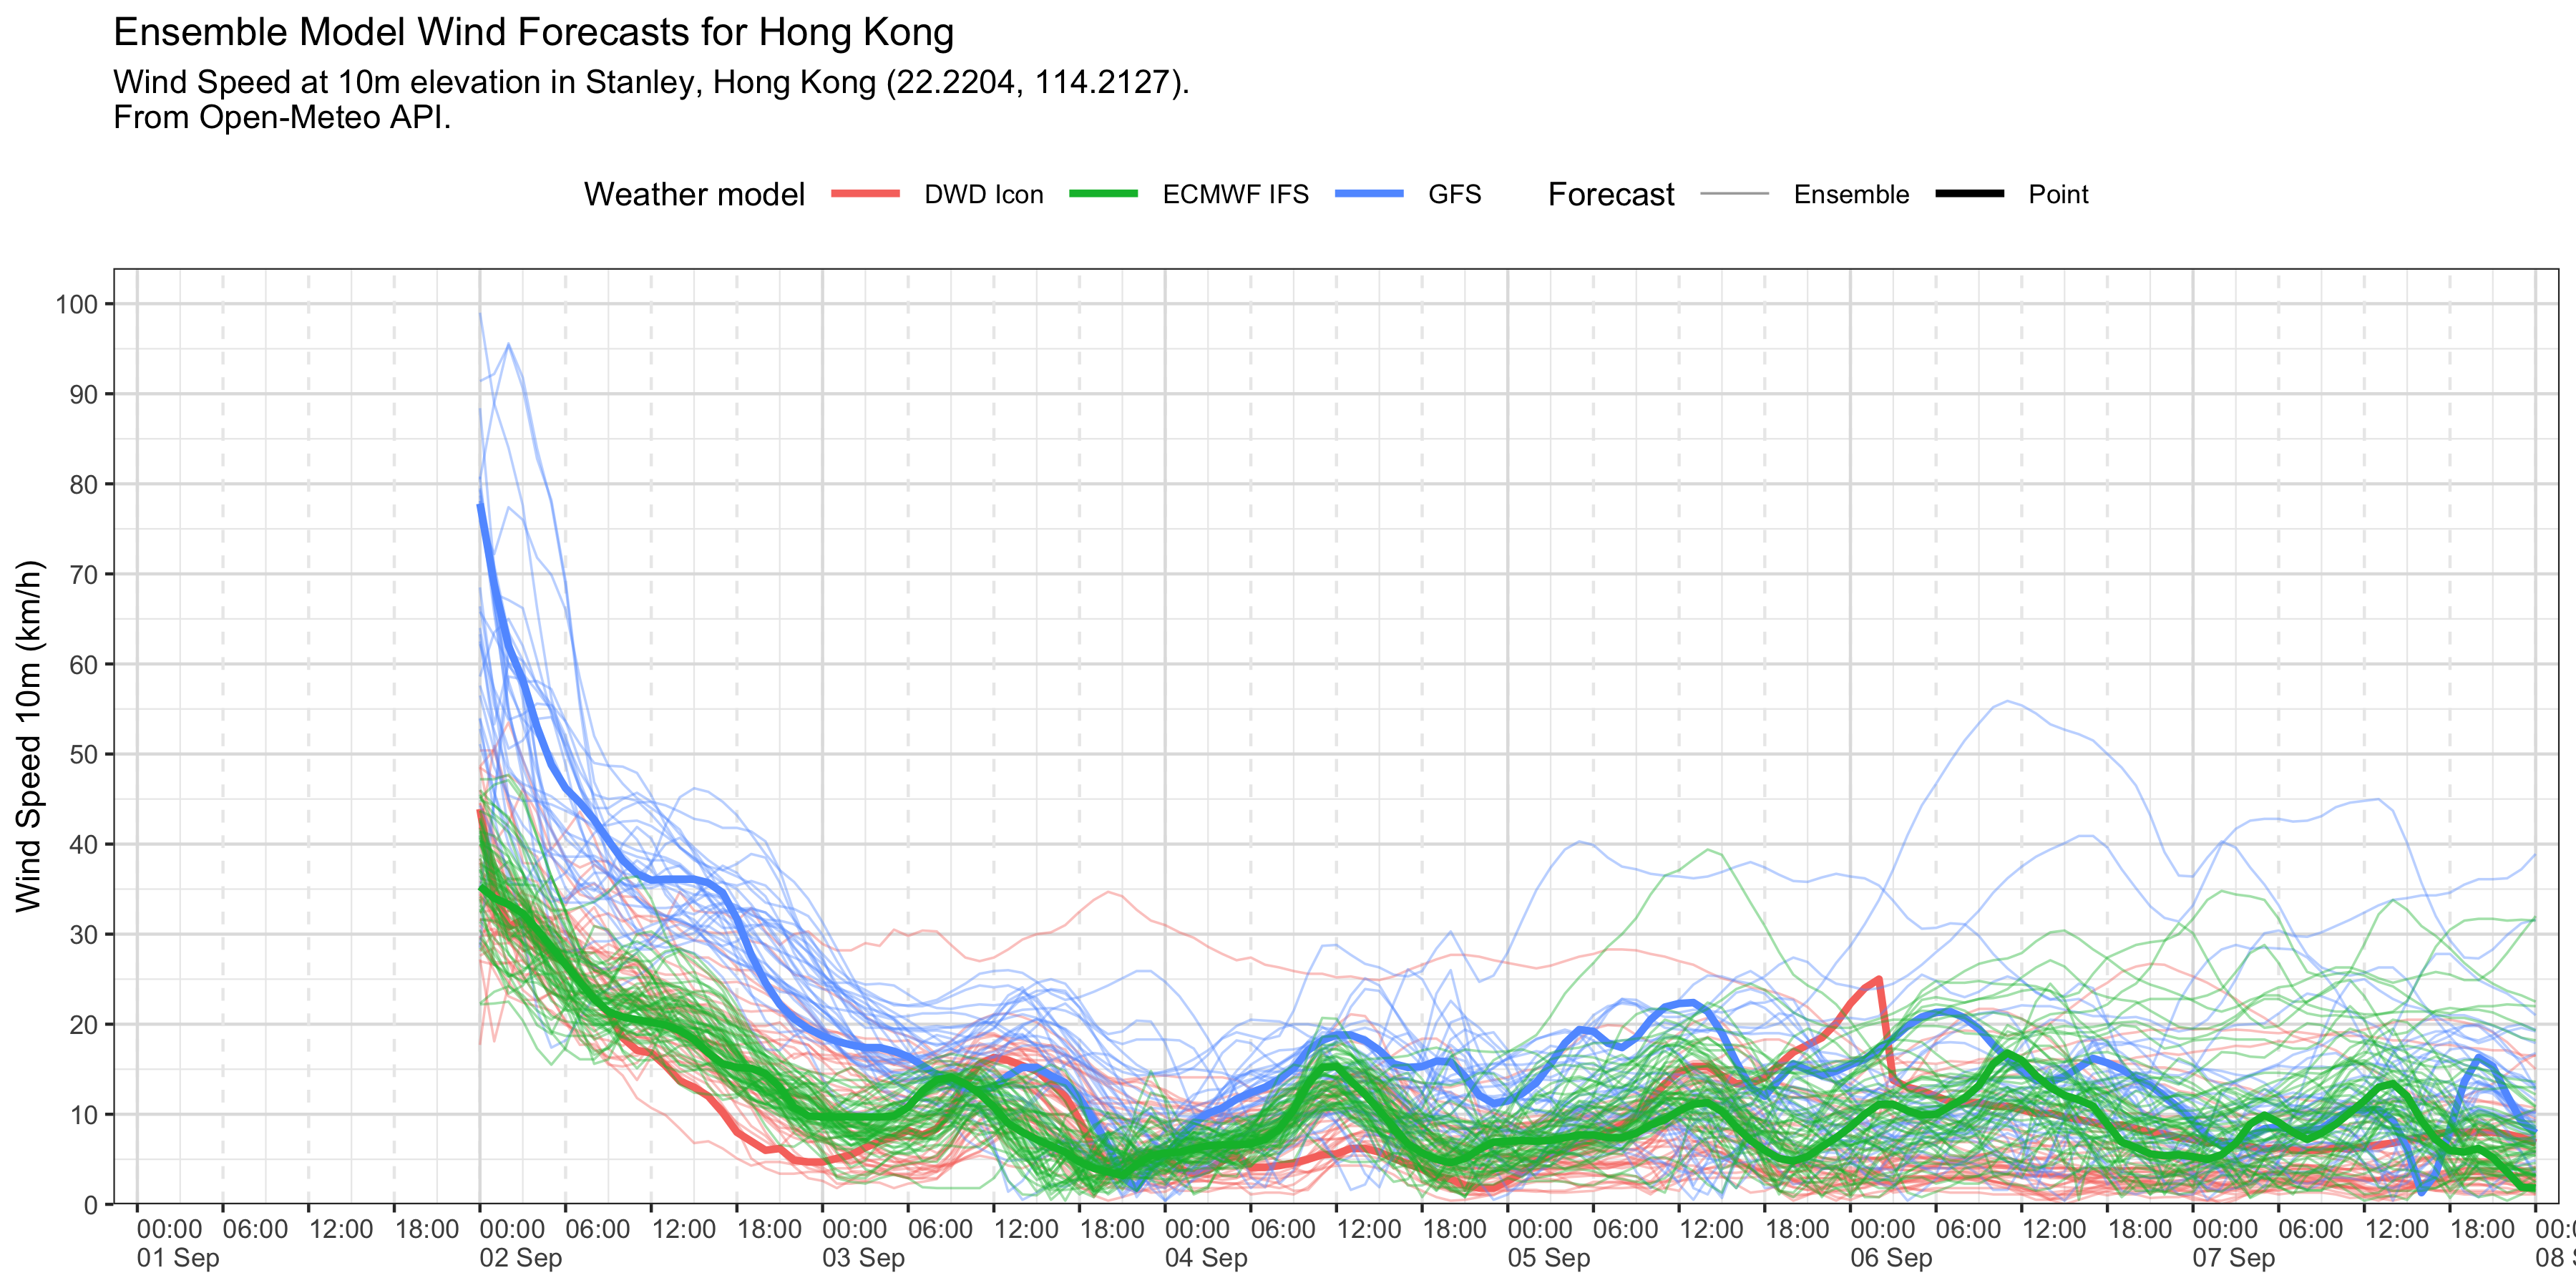 Ensemble Model Wind Forecasts for Hong Kong
Wind Speed at 10m elevation in Stanley, Hong Kong (22.2204, 114.2127).
From Open-Meteo API.
Weather model DWD Icon ECMWF IFS GFS Forecast Ensemble Point
Wind Speed 10m (km/h)
100
90
80
70
60
50
40
30
20
10
0
00:00 06:00 12:00 18:00 00:00 06:00 12:00 18:00 00:00 06:00 12:00 18:00 00:00 06:00 12:00 18:00 00:00 06:00 12:00 18:00 00:00 06:00 12:00 18:00 00:00 06:00 12:00 18:00 00:
01 Sep 02 Sep 03 Sep 04 Sep 05 Sep 06 Sep 07 Sep 08